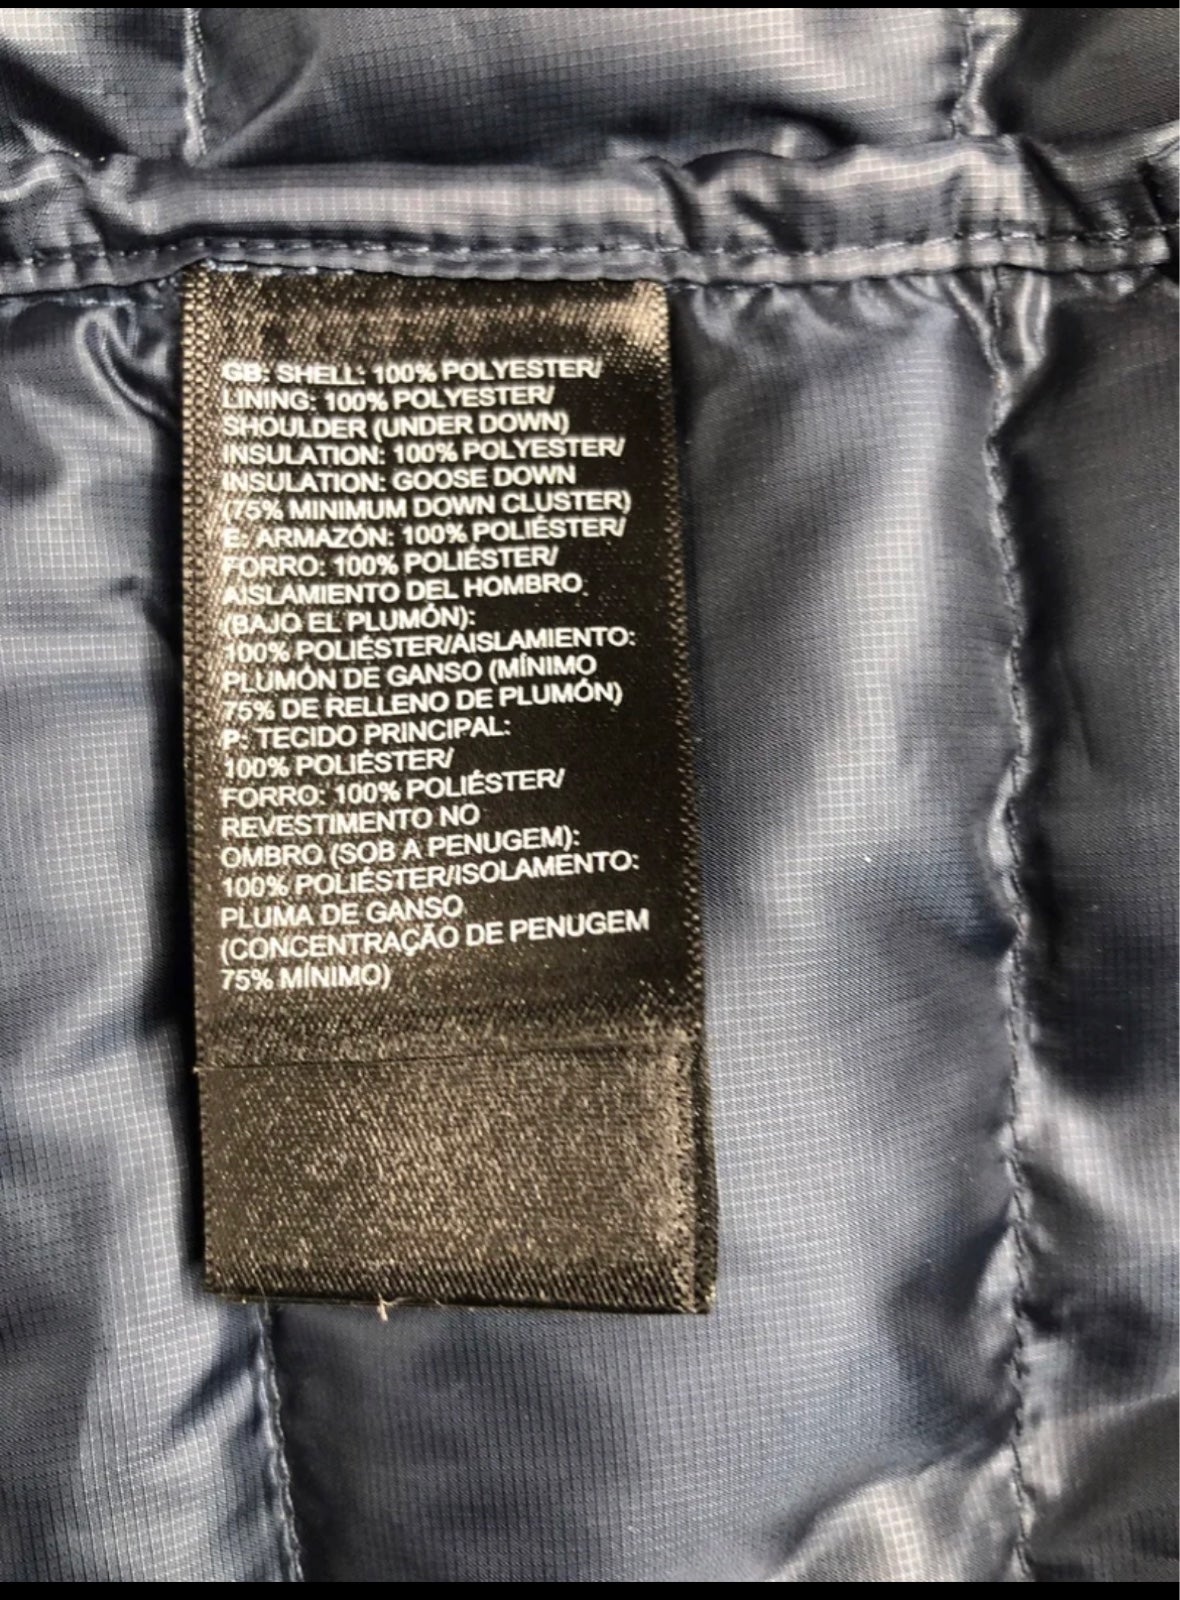 GB: SHELL: 100% POLYESTER/
LINING: 100% POLYESTER/
SHOULDER (UNDER DOWN)
INSULATION: 100% POLYESTER/
INSULATION: GOOSE DOWN
(75% MINIMUM DOWN CLUSTER)
E: ARMAZÓN: 100% POLIÉSTER/
FORRO: 100% POLIÉSTER/
AISLAMIENTO DEL HOMBRO
(BAJO EL PLUMÓN):
100% POLIÉSTER/AISLAMIENTO:
PLUMÓN DE GANSO (MÍNIMO
75% DE RELLENO DE PLUMÓN)
P: TECIDO PRINCIPAL:
100% POLIÉSTER/
FORRO: 100% POLIÉSTER/
REVESTIMENTO NO
OMBRO (SOB A PENUGEM):
100% POLIÉSTER/ISOLAMENTO:
PLUMA DE GANSO
(CONCENTRAÇÃO DE PENUGEM
75% MÍNIMO)